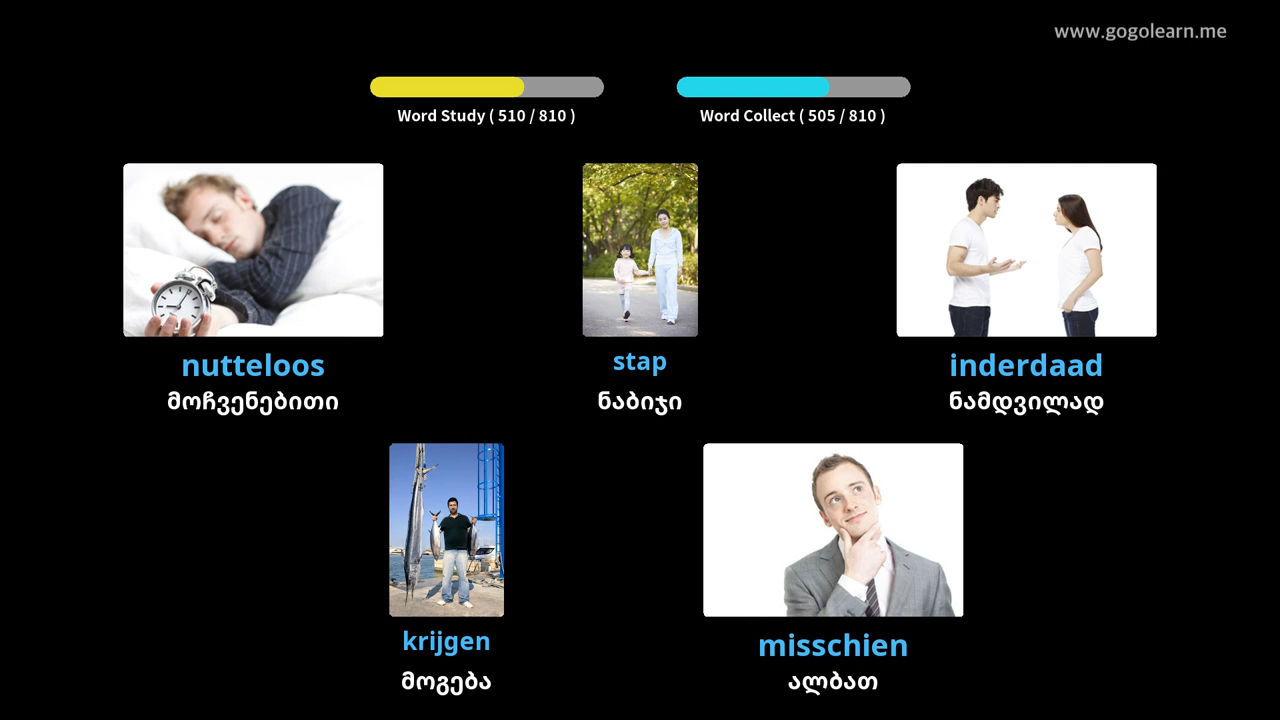 www.gogolearn.me
Word Study ( 510 / 810 )
Word Collect ( 505 / 810 )
nutteloos
მოჩვენებითი
stap
ნაბიჯი
inderdaad
ნამდვილად
krijgen
მოგება
misschien
ალბათ